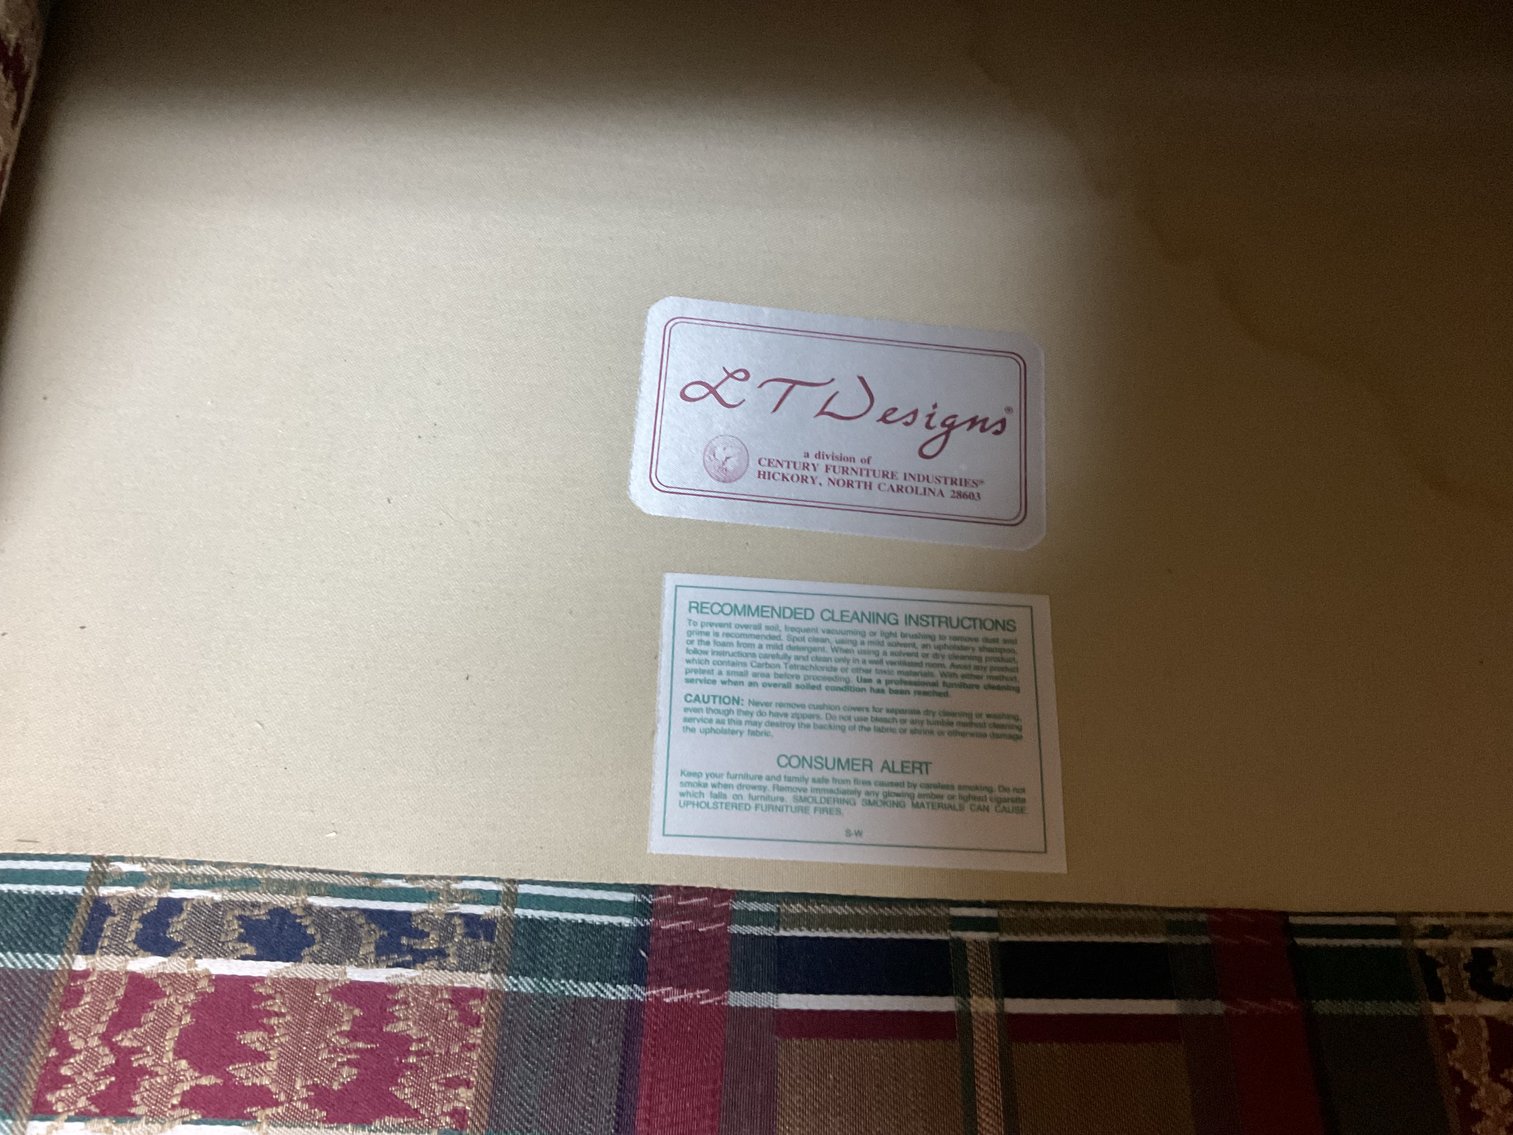 LT Designs®
a division of
CENTURY FURNITURE INDUSTRIES®
HICKORY, NORTH CAROLINA 28603
RECOMMENDED CLEANING INSTRUCTIONS
To prevent overall soil, frequent vacuuming or light brushing to remove dust and
grime is recommended. Spot clean, using a mild solvent, an upholstery shampoo,
or the foam from a mild detergent. When using a solvent or dry cleaning product,
follow instructions carefully and clean only in a well ventilated room. Avoid any product
which contains Carbon Tetrachloride or other toxic materials. With either method,
pretest a small area before proceeding. Use a professional furniture cleaning
service when an overall soiled condition has been reached.
CAUTION: Never remove cushion covers for separate dry cleaning or washing,
even though they do have zippers. Do not use bleach or any tumble method cleaning
service as this may destroy the backing of the fabric or shrink or otherwise damage
the upholstery fabric.
CONSUMER ALERT
Keep your furniture and family safe from fires caused by careless smoking. Do not
smoke when drowsy. Remove immediately any glowing ember or lighted cigarette
which falls on furniture. SMOLDERING SMOKING MATERIALS CAN CAUSE
UPHOLSTERED FURNITURE FIRES.
S-W